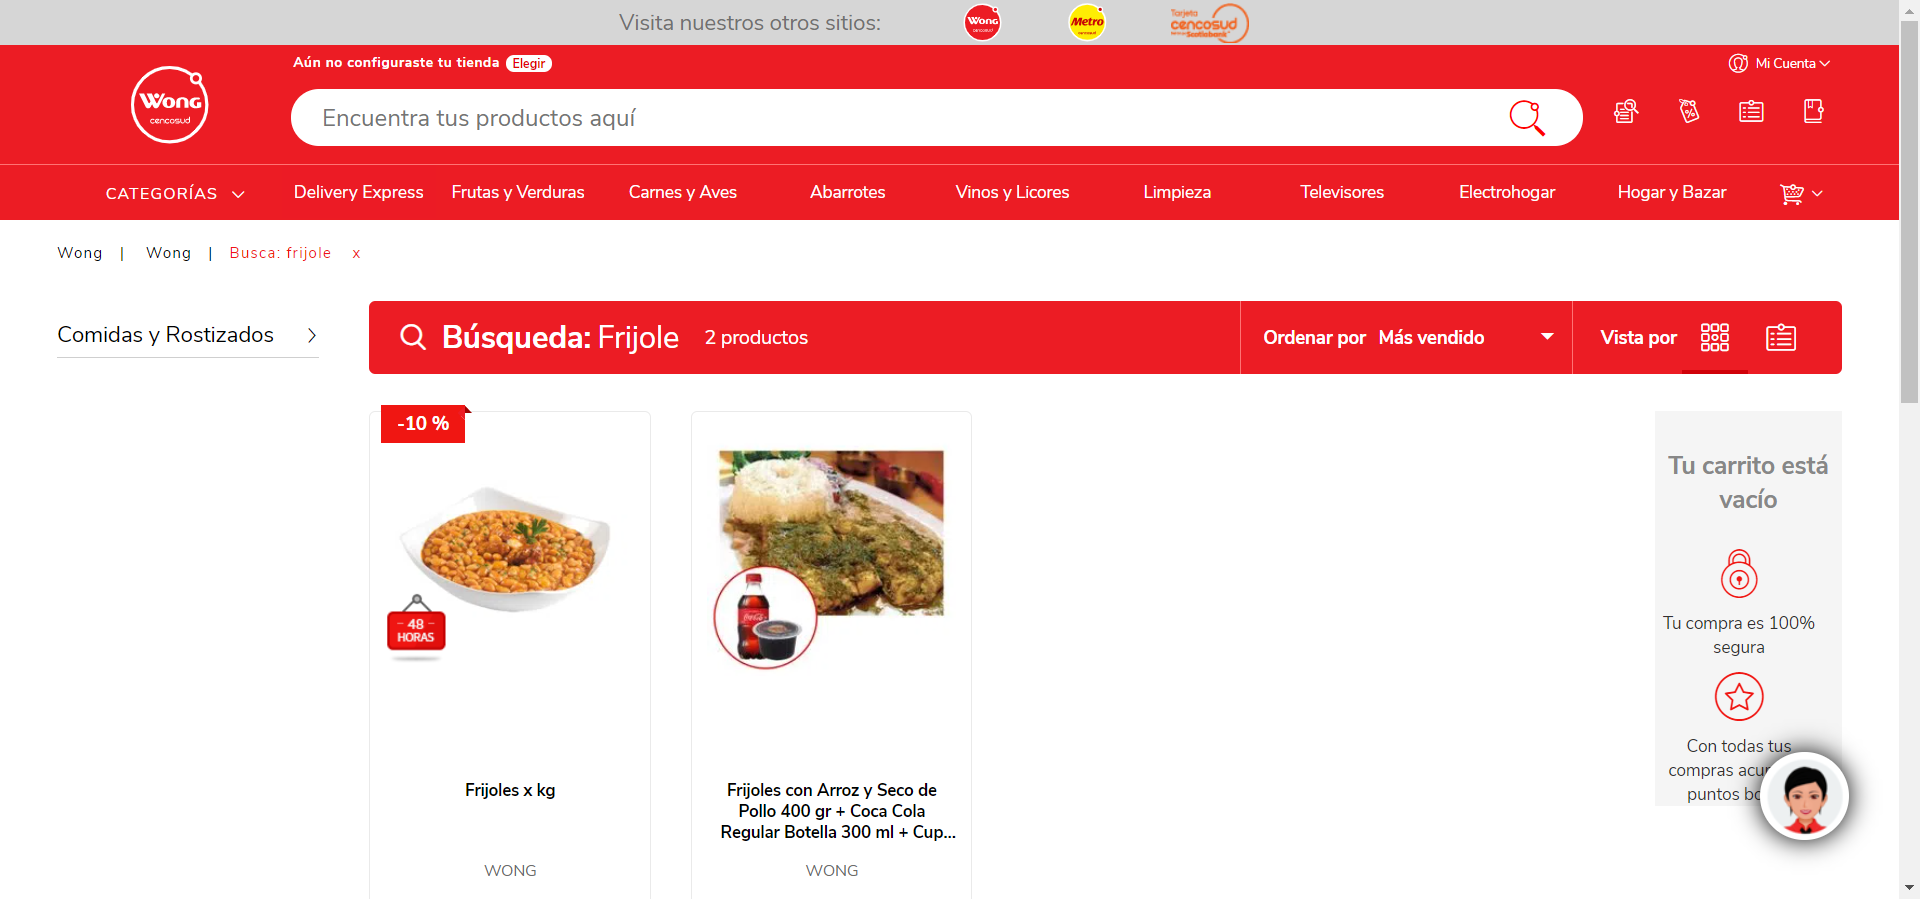 Visita nuestros otros sitios:
Wong
cencosud
Metro
cencosud
Tarjeta
cencosud
Scotiabank
Aún no configuraste tu tienda Elegir
Mi Cuenta
Wong
cencosud
Encuentra tus productos aquí
CATEGORÍAS
Delivery Express
Frutas y Verduras
Carnes y Aves
Abarrotes
Vinos y Licores
Limpieza
Televisores
Electrohogar
Hogar y Bazar
Wong | Wong | Busca: frijole x
Comidas y Rostizados
Búsqueda: Frijole 2 productos
Ordenar por Más vendido
Vista por
-10 %
48
HORAS
Frijoles x kg
WONG
Coca-Cola
Frijoles con Arroz y Seco de
Pollo 400 gr + Coca Cola
Regular Botella 300 ml + Cup...
WONG
Tu carrito está
vacío
Tu compra es 100%
segura
Con todas tus
compras acu
puntos bo